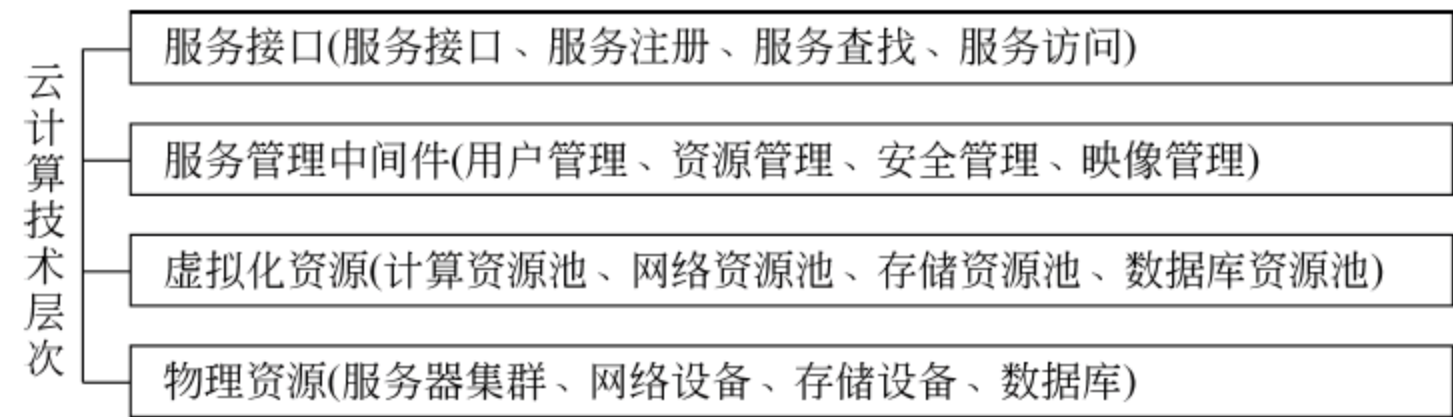 云计算技术层次
服务接口(服务接口、服务注册、服务查找、服务访问)
服务管理中间件(用户管理、资源管理、安全管理、映像管理)
虚拟化资源(计算资源池、网络资源池、存储资源池、数据库资源池)
物理资源(服务器集群、网络设备、存储设备、数据库)